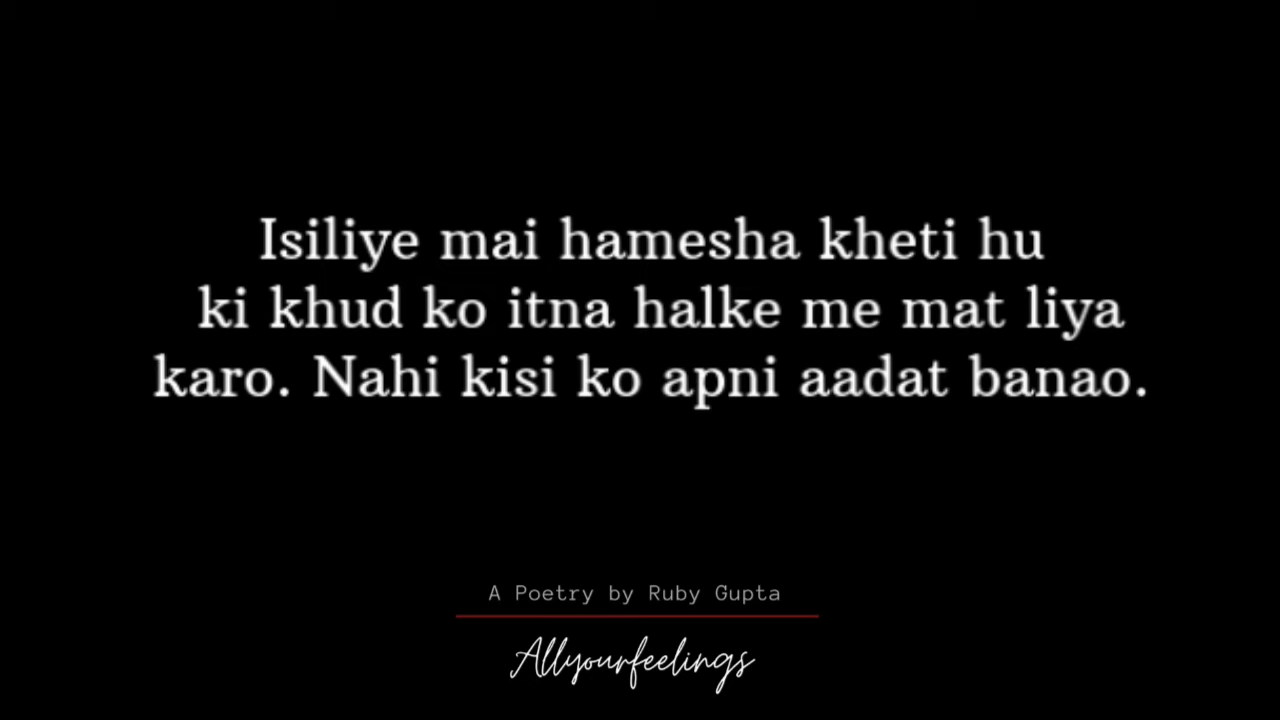 Isiliye mai hamesha kheti hu
ki khud ko itna halke me mat liya
karo. Nahi kisi ko apni aadat banao.
A Poetry by Ruby Gupta
Allyourfeelings